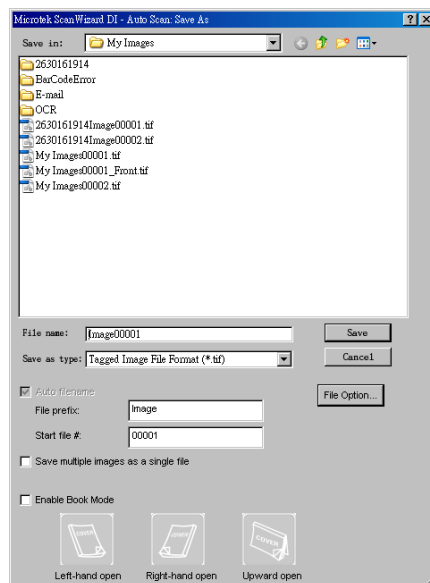 Microtek ScanWizard DI - Auto Scan: Save As
Save in: My Images
2630161914
BarCodeError
E-mail
OCR
2630161914Image00001.tif
2630161914Image00002.tif
My Images00001.tif
My Images00001_Front.tif
My Images00002.tif
File name: Image00001 Save
Save as type: Tagged Image File Format (*.tif) Cancel
Auto filename File Option...
File prefix: Image
Start file #: 00001
Save multiple images as a single file
Enable Book Mode
COVER COVER COVER
Left-hand open Right-hand open Upward open